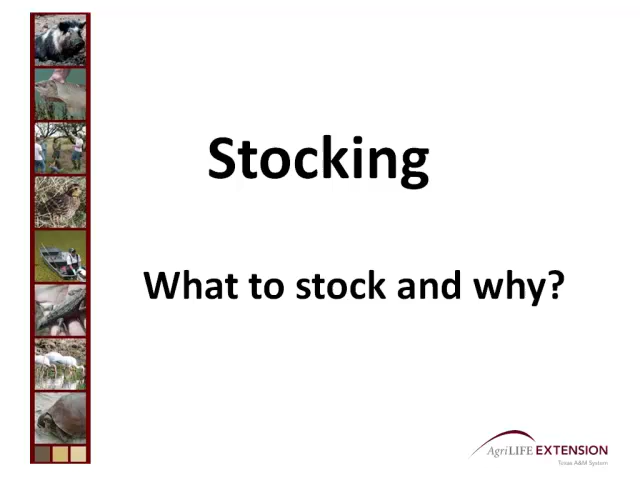 Stocking
What to stock and why?
AgriLIFE EXTENSION
Texas A&M System